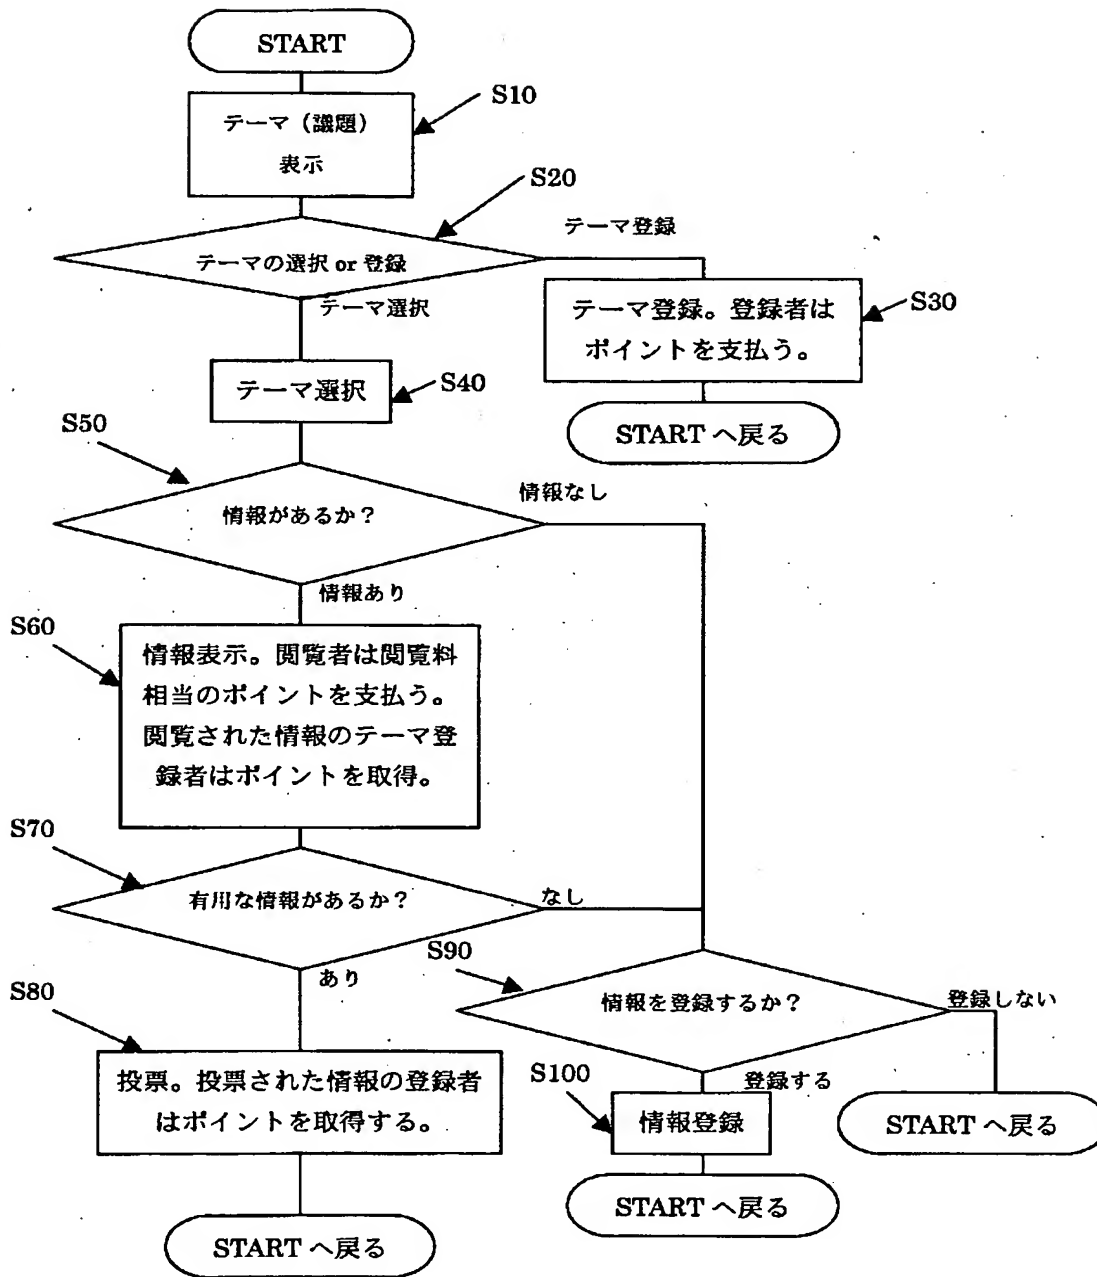 START
S10
テーマ（議題）
表示
S20
テーマ登録
テーマの選択 or 登録
テーマ選択
テーマ登録。登録者は
ポイントを支払う。
S30
テーマ選択
S40
START へ戻る
S50
情報なし
情報があるか？
情報あり
S60
情報表示。閲覧者は閲覧料
相当のポイントを支払う。
閲覧された情報のテーマ登
録者はポイントを取得。
S70
有用な情報があるか？
なし
あり
S90
情報を登録するか？
登録しない
S80
投票。投票された情報の登録者
はポイントを取得する。
登録する
S100
情報登録
START へ戻る
START へ戻る
START へ戻る